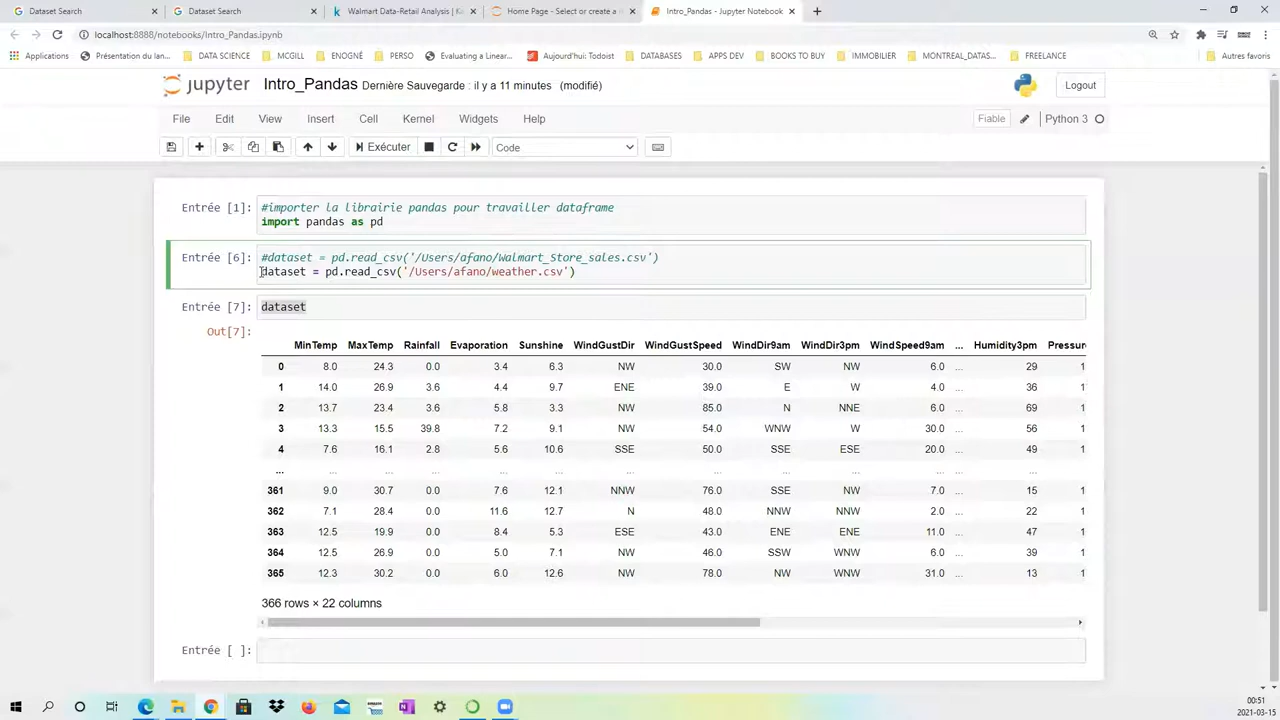 Dataset Search
Dataset Search
Walmart Data-Retail Analysis | Ka
Home Page - Select or create a n
Intro_Pandas - Jupyter Notebook
localhost:8888/notebooks/Intro_Pandas.ipynb
Applications
Présentation du lan...
DATA SCIENCE
MCGILL
ENOGNÉ
PERSO
Evaluating a Linear...
Aujourd'hui: Todoist
DATABASES
APPS DEV
BOOKS TO BUY
IMMOBILIER
MONTREAL_DATAS...
FREELANCE
Autres favoris
jupyter Intro_Pandas Dernière Sauvegarde : il y a 11 minutes (modifié)
Logout
File Edit View Insert Cell Kernel Widgets Help
Fiable
Python 3
Exécuter
Code
Entrée [1]: #importer la librairie pandas pour travailler dataframe
import pandas as pd
Entrée [6]: #dataset = pd.read_csv('/Users/afano/Walmart_Store_sales.csv')
dataset = pd.read_csv('/Users/afano/weather.csv')
Entrée [7]: dataset
Out[7]:
MinTemp MaxTemp Rainfall Evaporation Sunshine WindGustDir WindGustSpeed WindDir9am WindDir3pm WindSpeed9am ... Humidity3pm Pressur
0 8.0 24.3 0.0 3.4 6.3 NW 30.0 SW NW 6.0 ... 29 1
1 14.0 26.9 3.6 4.4 9.7 ENE 39.0 E W 4.0 ... 36 1
2 13.7 23.4 3.6 5.8 3.3 NW 85.0 N NNE 6.0 ... 69 1
3 13.3 15.5 39.8 7.2 9.1 NW 54.0 WNW W 30.0 ... 56 1
4 7.6 16.1 2.8 5.6 10.6 SSE 50.0 SSE ESE 20.0 ... 49 1
... ... ... ... ... ... ... ... ... ... ... ... ...
361 9.0 30.7 0.0 7.6 12.1 NNW 76.0 SSE NW 7.0 ... 15 1
362 7.1 28.4 0.0 11.6 12.7 N 48.0 NNW NNW 2.0 ... 22 1
363 12.5 19.9 0.0 8.4 5.3 ESE 43.0 ENE ENE 11.0 ... 47 1
364 12.5 26.9 0.0 5.0 7.1 NW 46.0 SSW WNW 6.0 ... 39 1
365 12.3 30.2 0.0 6.0 12.6 NW 78.0 NW WNW 31.0 ... 13 1
366 rows × 22 columns
Entrée [ ]:
00:51
2021-03-15